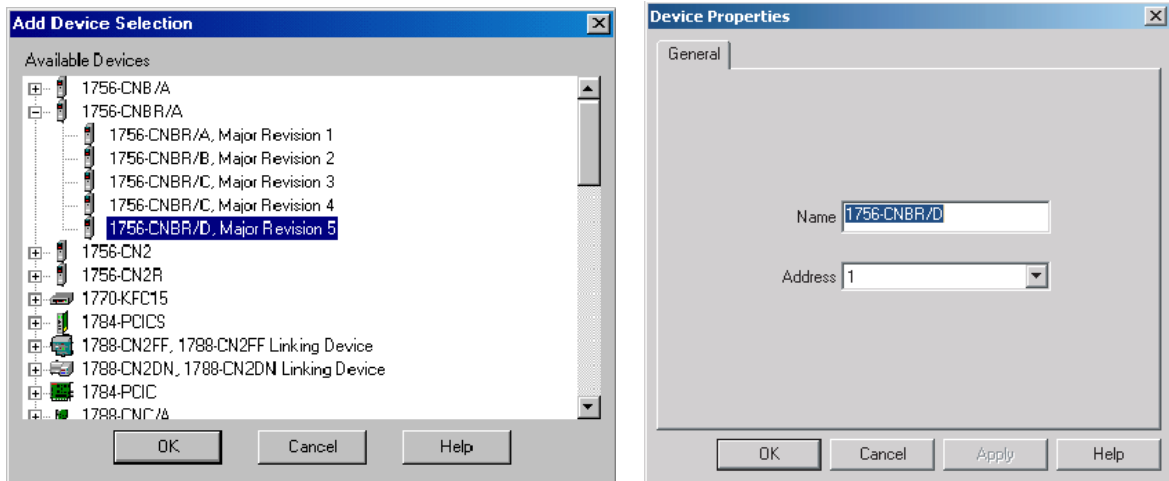 Add Device Selection
Available Devices
1756-CNB/A
1756-CNBR/A
1756-CNBR/A, Major Revision 1
1756-CNBR/B, Major Revision 2
1756-CNBR/C, Major Revision 3
1756-CNBR/C, Major Revision 4
1756-CNBR/D, Major Revision 5
1756-CN2
1756-CN2R
1770-KFC15
1784-PCICS
1788-CN2FF, 1788-CN2FF Linking Device
1788-CN2DN, 1788-CN2DN Linking Device
1784-PCIC
1788-CNC/A
OK Cancel Help
Device Properties
General
Name 1756-CNBR/D
Address 1
OK Cancel Apply Help